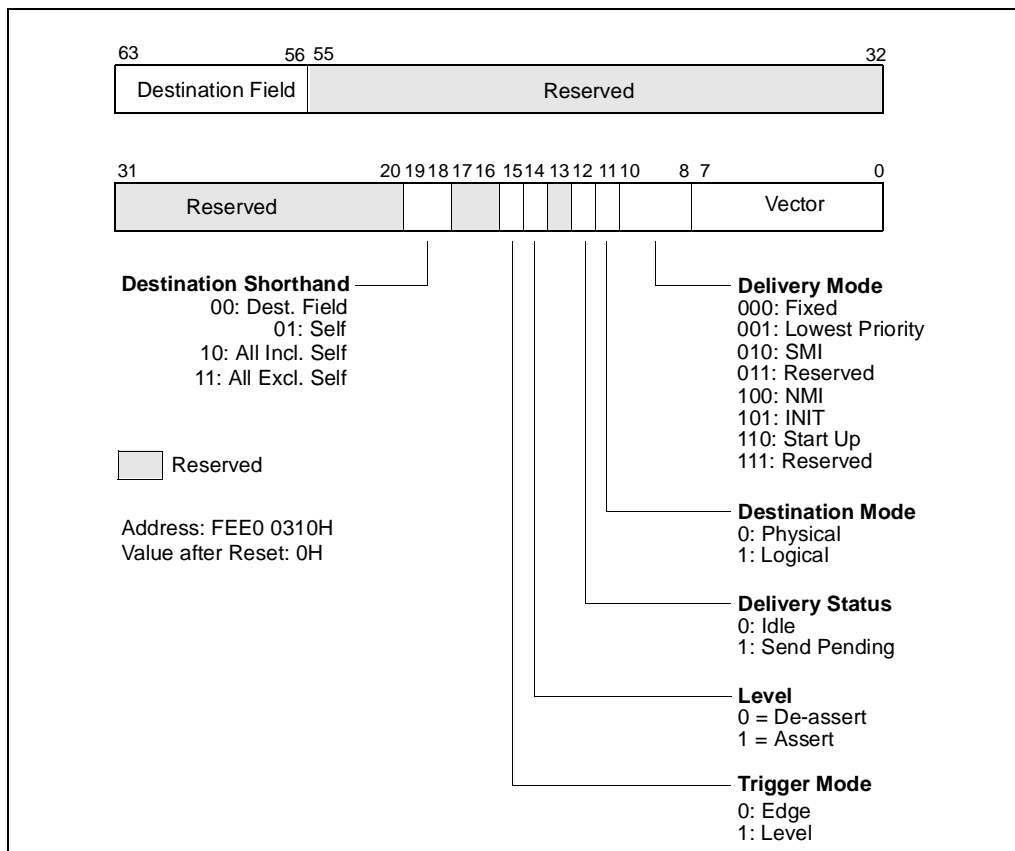 63 56 55 32
Destination Field Reserved
31 20 19 18 17 16 15 14 13 12 11 10 8 7 0
Reserved Vector
Destination Shorthand
00: Dest. Field
01: Self
10: All Incl. Self
11: All Excl. Self
Reserved
Address: FEE0 0310H
Value after Reset: 0H
Delivery Mode
000: Fixed
001: Lowest Priority
010: SMI
011: Reserved
100: NMI
101: INIT
110: Start Up
111: Reserved
Destination Mode
0: Physical
1: Logical
Delivery Status
0: Idle
1: Send Pending
Level
0 = De-assert
1 = Assert
Trigger Mode
0: Edge
1: Level